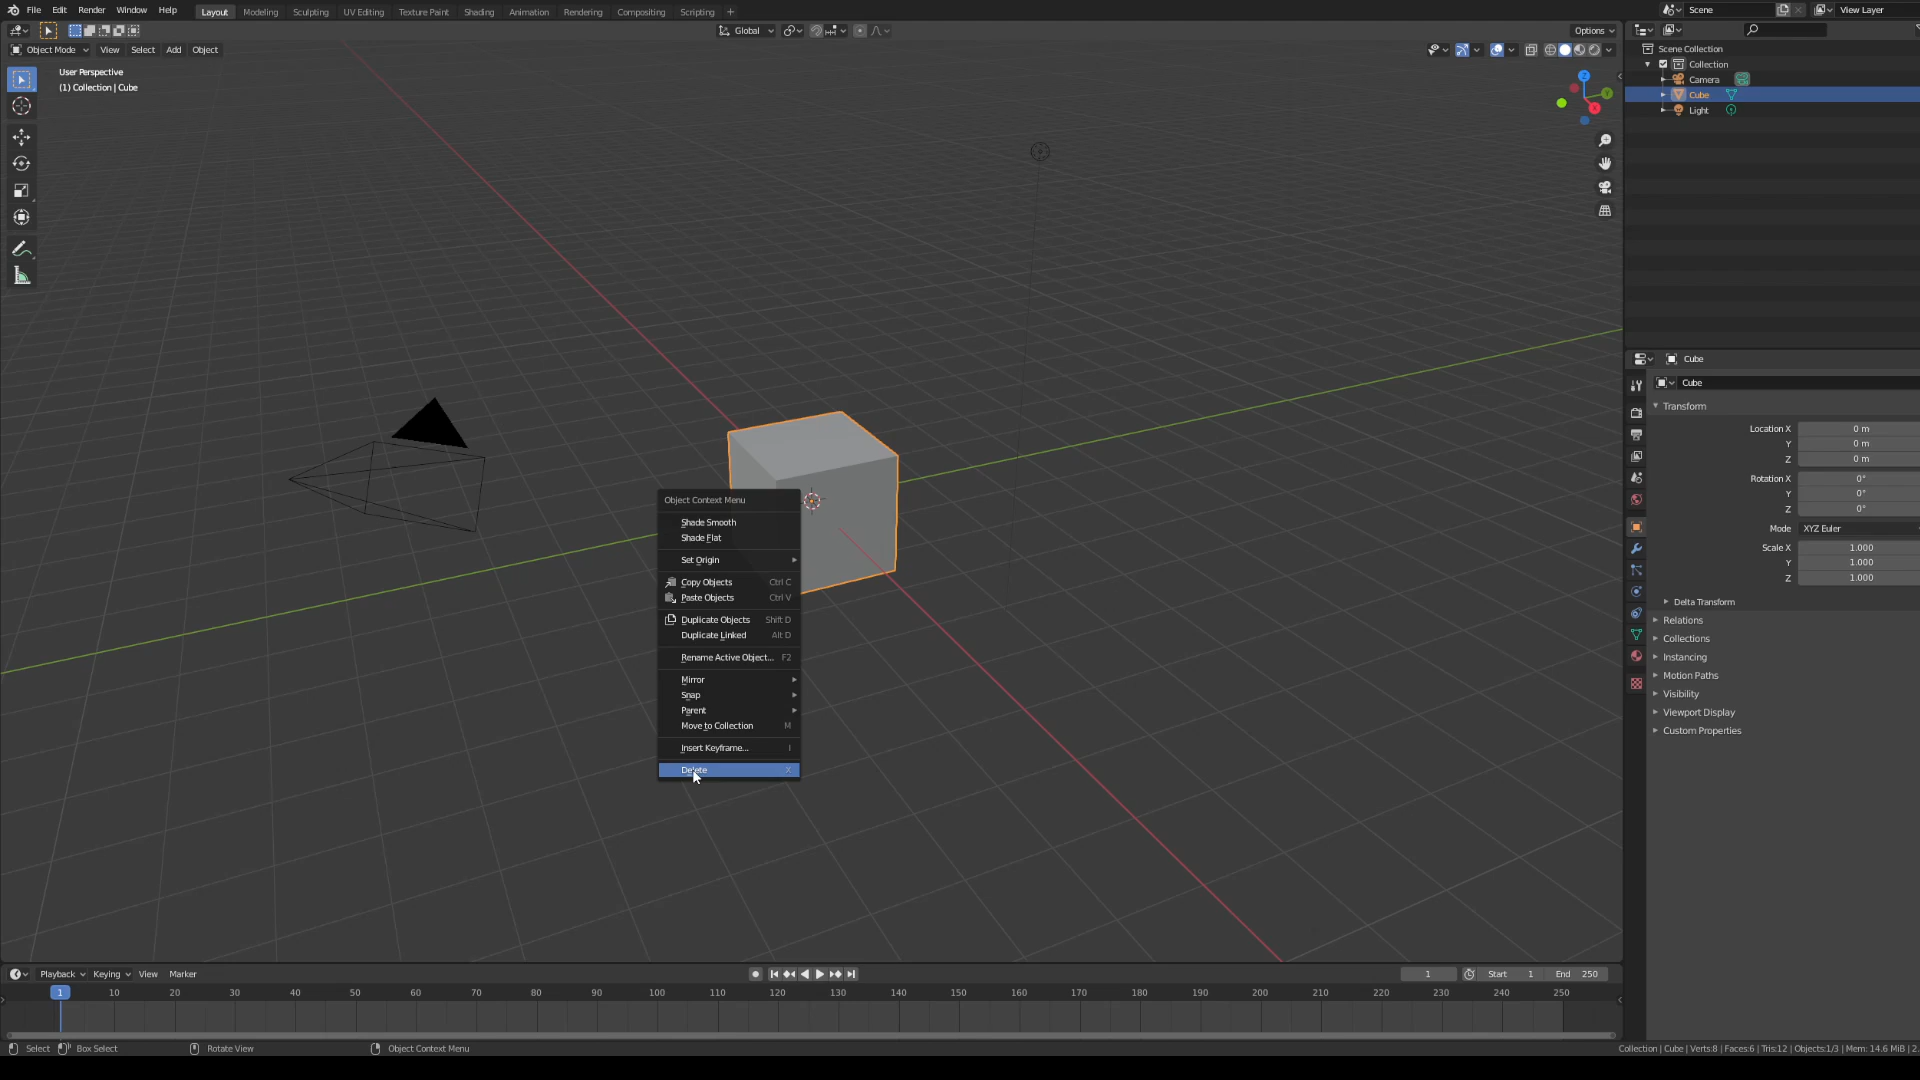 File Edit Render Window Help Layout Modeling Sculpting UV Editing Texture Paint Shading Animation Rendering Compositing Scripting + Scene View Layer
Global Options
Object Mode View Select Add Object
User Perspective
(1) Collection | Cube
Z
Y
X
Scene Collection
Collection
Camera
Cube
Light
Object Context Menu
Shade Smooth
Shade Flat
Set Origin
Copy Objects Ctrl C
Paste Objects Ctrl V
Duplicate Objects Shift D
Duplicate Linked Alt D
Rename Active Object... F2
Mirror
Snap
Parent
Move to Collection M
Insert Keyframe... I
Delete X
Cube
Cube
Transform
Location X 0 m
Y 0 m
Z 0 m
Rotation X 0°
Y 0°
Z 0°
Mode XYZ Euler
Scale X 1.000
Y 1.000
Z 1.000
Delta Transform
Relations
Collections
Instancing
Motion Paths
Visibility
Viewport Display
Custom Properties
Playback Keying View Marker 1 Start 1 End 250
1 10 20 30 40 50 60 70 80 90 100 110 120 130 140 150 160 170 180 190 200 210 220 230 240 250
Select Box Select Rotate View Object Context Menu Collection | Cube | Verts:8 | Faces:6 | Tris:12 | Objects:1/3 | Mem: 14.6 MiB | 2.